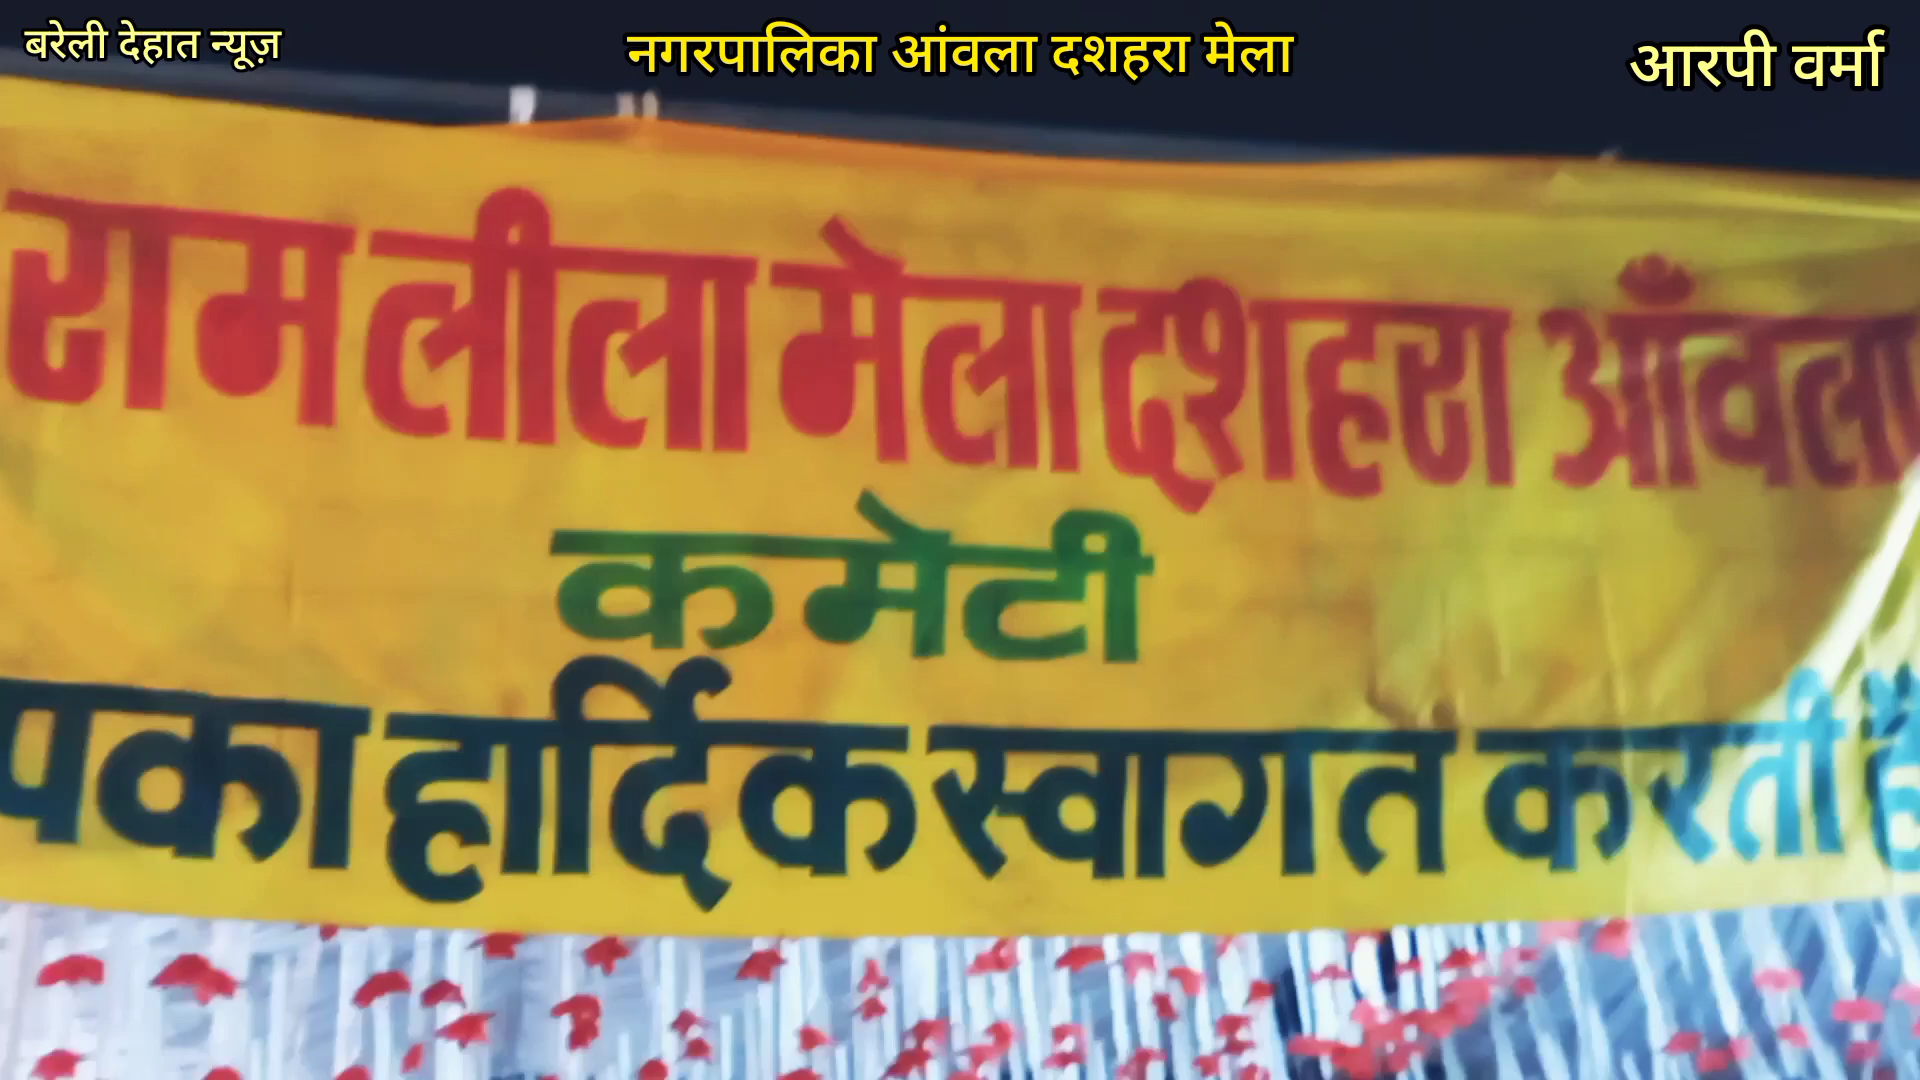 बरेली देहात न्यूज़
नगरपालिका आंवला दशहरा मेला
आरपी वर्मा
राम लीला मेला दशहरा आँवला
कमेटी
पका हार्दिक स्वागत करती है